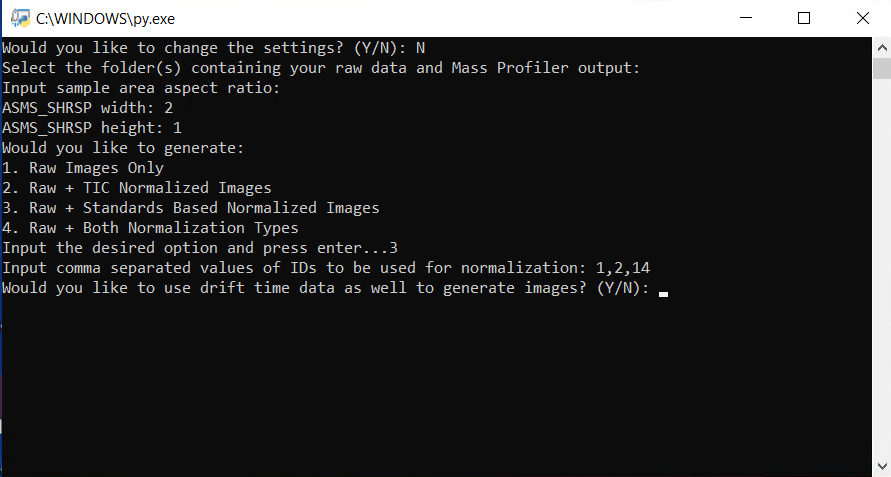 C:\WINDOWS\py.exe
Would you like to change the settings? (Y/N): N
Select the folder(s) containing your raw data and Mass Profiler output:
Input sample area aspect ratio:
ASMS_SHRSP width: 2
ASMS_SHRSP height: 1
Would you like to generate:
1. Raw Images Only
2. Raw + TIC Normalized Images
3. Raw + Standards Based Normalized Images
4. Raw + Both Normalization Types
Input the desired option and press enter...3
Input comma separated values of IDs to be used for normalization: 1,2,14
Would you like to use drift time data as well to generate images? (Y/N):